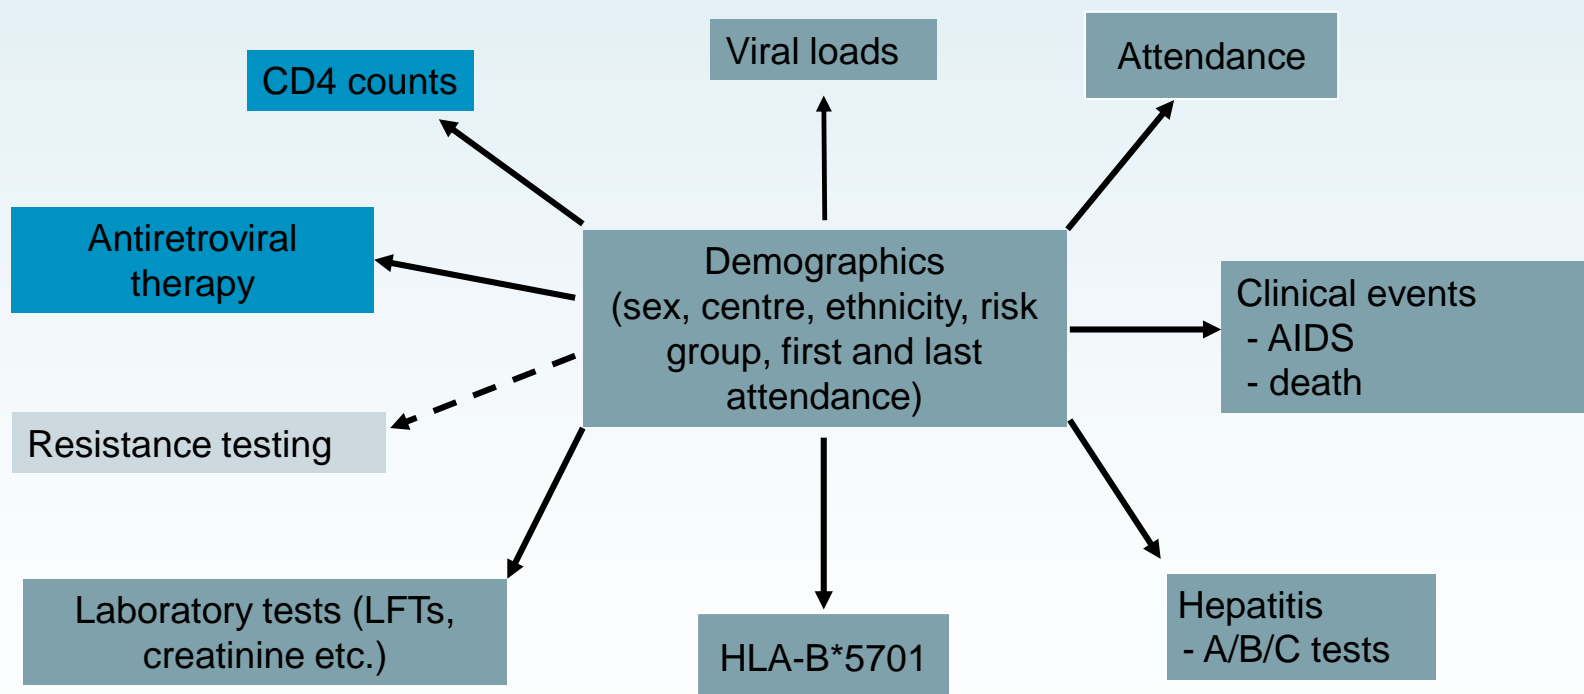 Viral loads
Attendance
CD4 counts
Antiretroviral
therapy
Demographics
(sex, centre, ethnicity, risk
group, first and last
attendance)
Clinical events
- AIDS
- death
Resistance testing
Laboratory tests (LFTs,
creatinine etc.)
HLA-B*5701
Hepatitis
- A/B/C tests